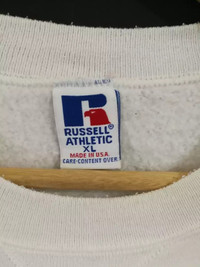 RUSSELL
ATHLETIC
XL
MADE IN U.S.A.
CARE-CONTENT OVER